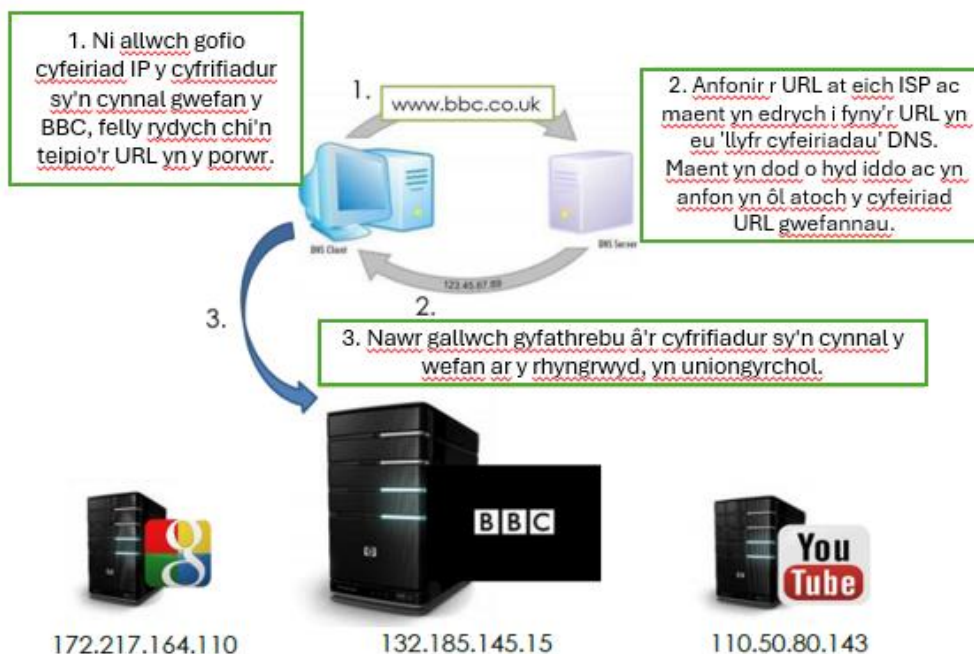 1. Ni allwch gofio
cyfeiriad IP y cyfrifiadur
sy'n cynnal gwefan y
BBC, felly rydych chi'n
teipio'r URL yn y porwr.
1.
www.bbc.co.uk
2. Anfonir r URL at eich ISP ac
maent yn edrych i fyny'r URL yn
eu 'llyfr cyfeiriadau' DNS.
Maent yn dod o hyd iddo ac yn
anfon yn ôl atoch y cyfeiriad
URL gwefannau.
DNS Client
DNS Server
123.45.67.89
2.
3.
3. Nawr gallwch gyfathrebu â'r cyfrifiadur sy'n cynnal y
wefan ar y rhyngrwyd, yn uniongyrchol.
g
BBC
You
Tube
172.217.164.110
132.185.145.15
110.50.80.143